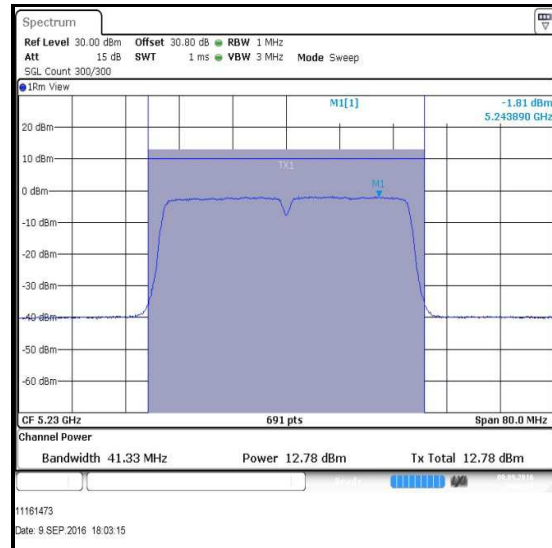 Spectrum
Ref Level 30.00 dBm Offset 30.80 dB RBW 1 MHz
Att 15 dB SWT 1 ms VBW 3 MHz Mode Sweep
SGL Count 300/300
1Rm View
M1[1] -1.81 dBm
5.243890 GHz
20 dBm
10 dBm
TX1
0 dBm
M1
-10 dBm
-20 dBm
-30 dBm
-40 dBm
-50 dBm
-60 dBm
CF 5.23 GHz 691 pts Span 80.0 MHz
Channel Power
Bandwidth 41.33 MHz Power 12.78 dBm Tx Total 12.78 dBm
09.09.2016
11161473
Date: 9.SEP.2016 18:03:15